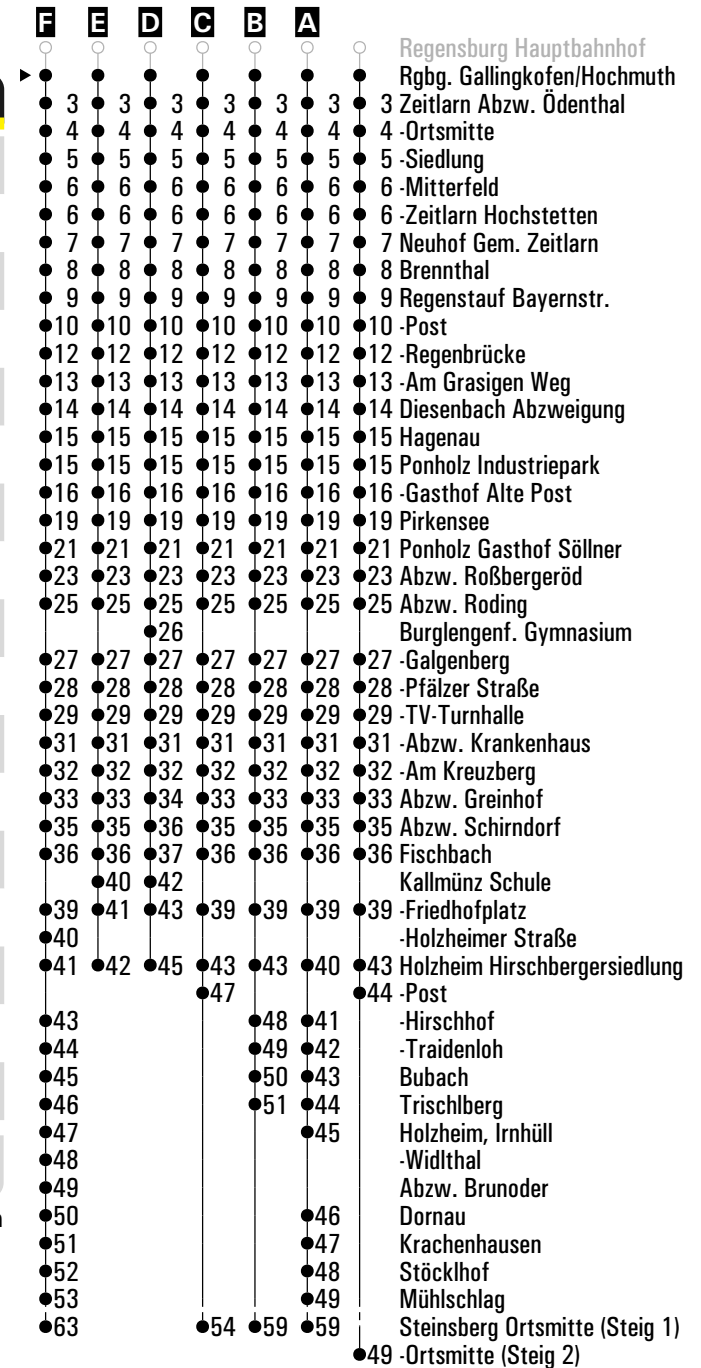 F E D C B A
Regensburg Hauptbahnhof
Rgbg. Gallingkofen/Hochmuth
3 3 3 3 3 3 3 Zeitlarn Abzw. Ödenthal
4 4 4 4 4 4 4 -Ortsmitte
5 5 5 5 5 5 5 -Siedlung
6 6 6 6 6 6 6 -Mitterfeld
6 6 6 6 6 6 6 -Zeitlarn Hochstetten
7 7 7 7 7 7 7 Neuhof Gem. Zeitlarn
8 8 8 8 8 8 8 Brennthal
9 9 9 9 9 9 9 Regenstauf Bayernstr.
10 10 10 10 10 10 10 -Post
12 12 12 12 12 12 12 -Regenbrücke
13 13 13 13 13 13 13 -Am Grasigen Weg
14 14 14 14 14 14 14 Diesenbach Abzweigung
15 15 15 15 15 15 15 Hagenau
15 15 15 15 15 15 15 Ponholz Industriepark
16 16 16 16 16 16 16 -Gasthof Alte Post
19 19 19 19 19 19 19 Pirkensee
21 21 21 21 21 21 21 Ponholz Gasthof Söllner
23 23 23 23 23 23 23 Abzw. Roßbergeröd
25 25 25 25 25 25 25 Abzw. Roding
26 Burglengenf. Gymnasium
27 27 27 27 27 27 27 -Galgenberg
28 28 28 28 28 28 28 -Pfälzer Straße
29 29 29 29 29 29 29 -TV-Turnhalle
31 31 31 31 31 31 31 -Abzw. Krankenhaus
32 32 32 32 32 32 32 -Am Kreuzberg
33 33 34 33 33 33 33 Abzw. Greinhof
35 35 36 35 35 35 35 Abzw. Schirndorf
36 36 37 36 36 36 36 Fischbach
40 42 Kallmünz Schule
39 41 43 39 39 39 39 -Friedhofplatz
40 -Holzheimer Straße
41 42 45 43 43 40 43 Holzheim Hirschbergersiedlung
47 44 -Post
43 48 41 -Hirschhof
44 49 42 -Traidenloh
45 50 43 Bubach
46 51 44 Trischlberg
47 45 Holzheim, Irnhüll
48 -Widlthal
49 Abzw. Brunoder
50 46 Dornau
51 47 Krachenhausen
52 48 Stöcklhof
53 49 Mühlschlag
63 54 59 59 Steinsberg Ortsmitte (Steig 1)
49 -Ortsmitte (Steig 2)